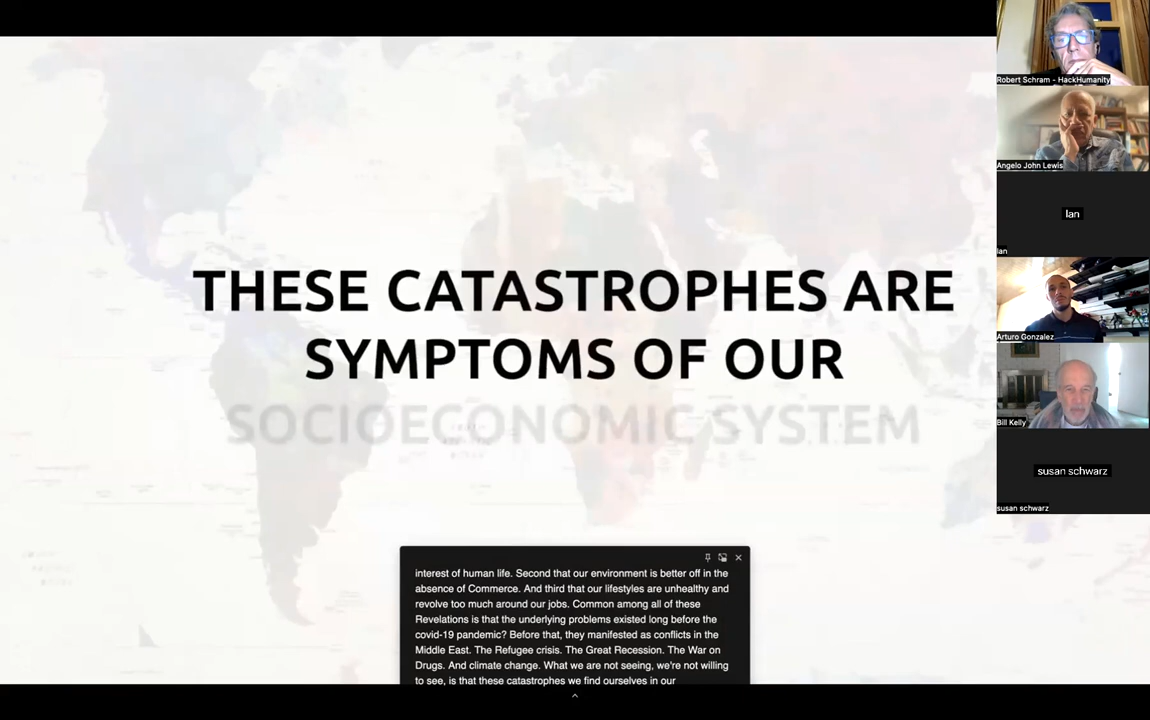 THESE CATASTROPHES ARE
SYMPTOMS OF OUR
SOCIOECONOMIC SYSTEM
interest of human life. Second that our environment is better off in the
absence of Commerce. And third that our lifestyles are unhealthy and
revolve too much around our jobs. Common among all of these
Revelations is that the underlying problems existed long before the
covid-19 pandemic? Before that, they manifested as conflicts in the
Middle East. The Refugee crisis. The Great Recession. The War on
Drugs. And climate change. What we are not seeing, we're not willing
to see, is that these catastrophes we find ourselves in our
Robert Schram - HackHumanity
Angelo John Lewis
Ian
Ian
Arturo Gonzalez
Bill Kelly
susan schwarz
susan schwarz